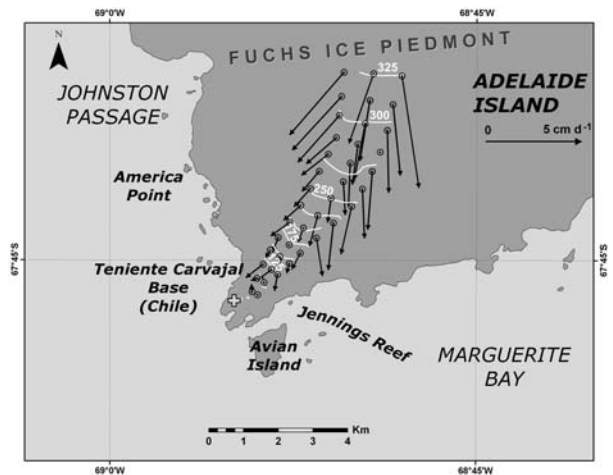 69°0'W
68°45'W
N
FUCHS ICE PIEDMONT
325
JOHNSTON
PASSAGE
ADELAIDE
ISLAND
0 5 cm d⁻¹
300
America
Point
250
175
67°45'S
67°45'S
Teniente Carvajal
Base
(Chile)
Jennings Reef
Avian
Island
MARGUERITE
BAY
Km
0 1 2 3 4
69°0'W
68°45'W